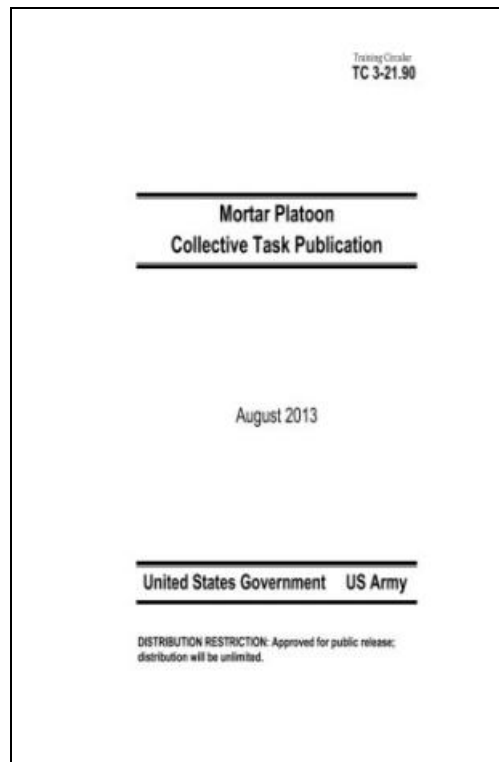 Training Circular
TC 3-21.90
Mortar Platoon
Collective Task Publication
August 2013
United States Government US Army
DISTRIBUTION RESTRICTION: Approved for public release;
distribution will be unlimited.